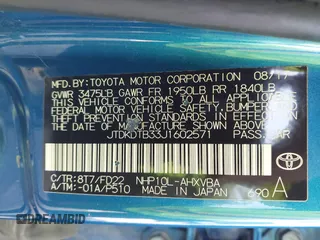 MFD BY: TOYOTA MOTOR CORPORATION 08/17
GVWR 3475LB GAWR FR 1950LB RR 1840LB
THIS VEHICLE CONFORMS TO ALL APPLICABLE
FEDERAL MOTOR VEHICLE SAFETY, BUMPER, AND
THEFT PREVENTION STANDARDS IN EFFECT ON
THE DATE OF MANUFACTURE SHOWN ABOVE.
JTDKDTB33J1602571 PASS. CAR
C/TR: 8T7/FD22 NHP10L-AHXVBA
A/TM: -01A/P510 MADE IN JAPAN 690 A
TOYOTA
DREAMBID